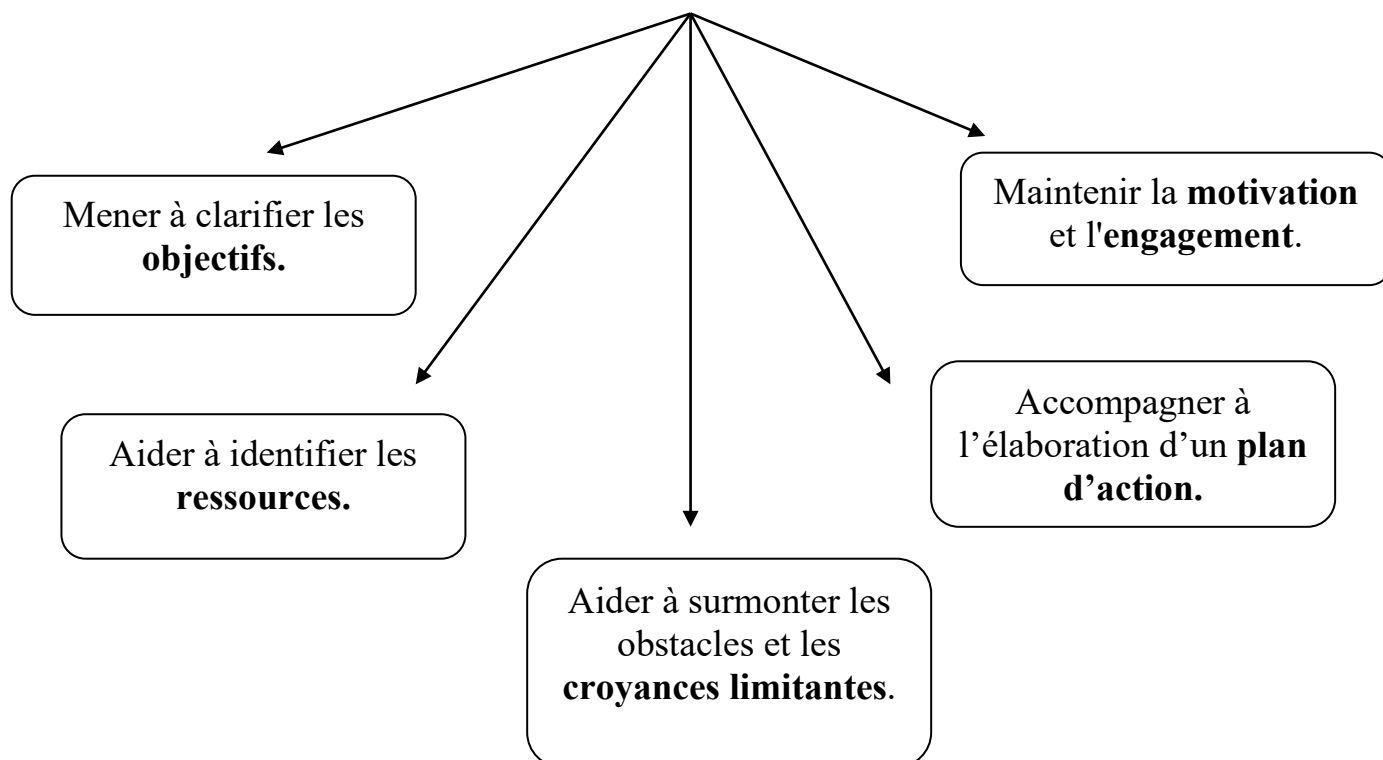 Mener à clarifier les
objectifs.
Maintenir la motivation
et l'engagement.
Aider à identifier les
ressources.
Accompagner à
l’élaboration d’un plan
d’action.
Aider à surmonter les
obstacles et les
croyances limitantes.